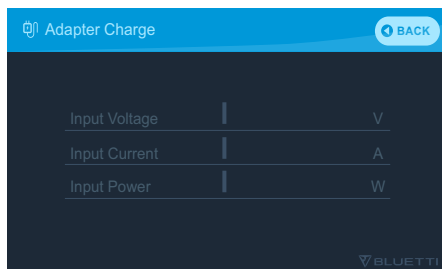 Adapter Charge
BACK
Input Voltage V
Input Current A
Input Power W
BLUETTI